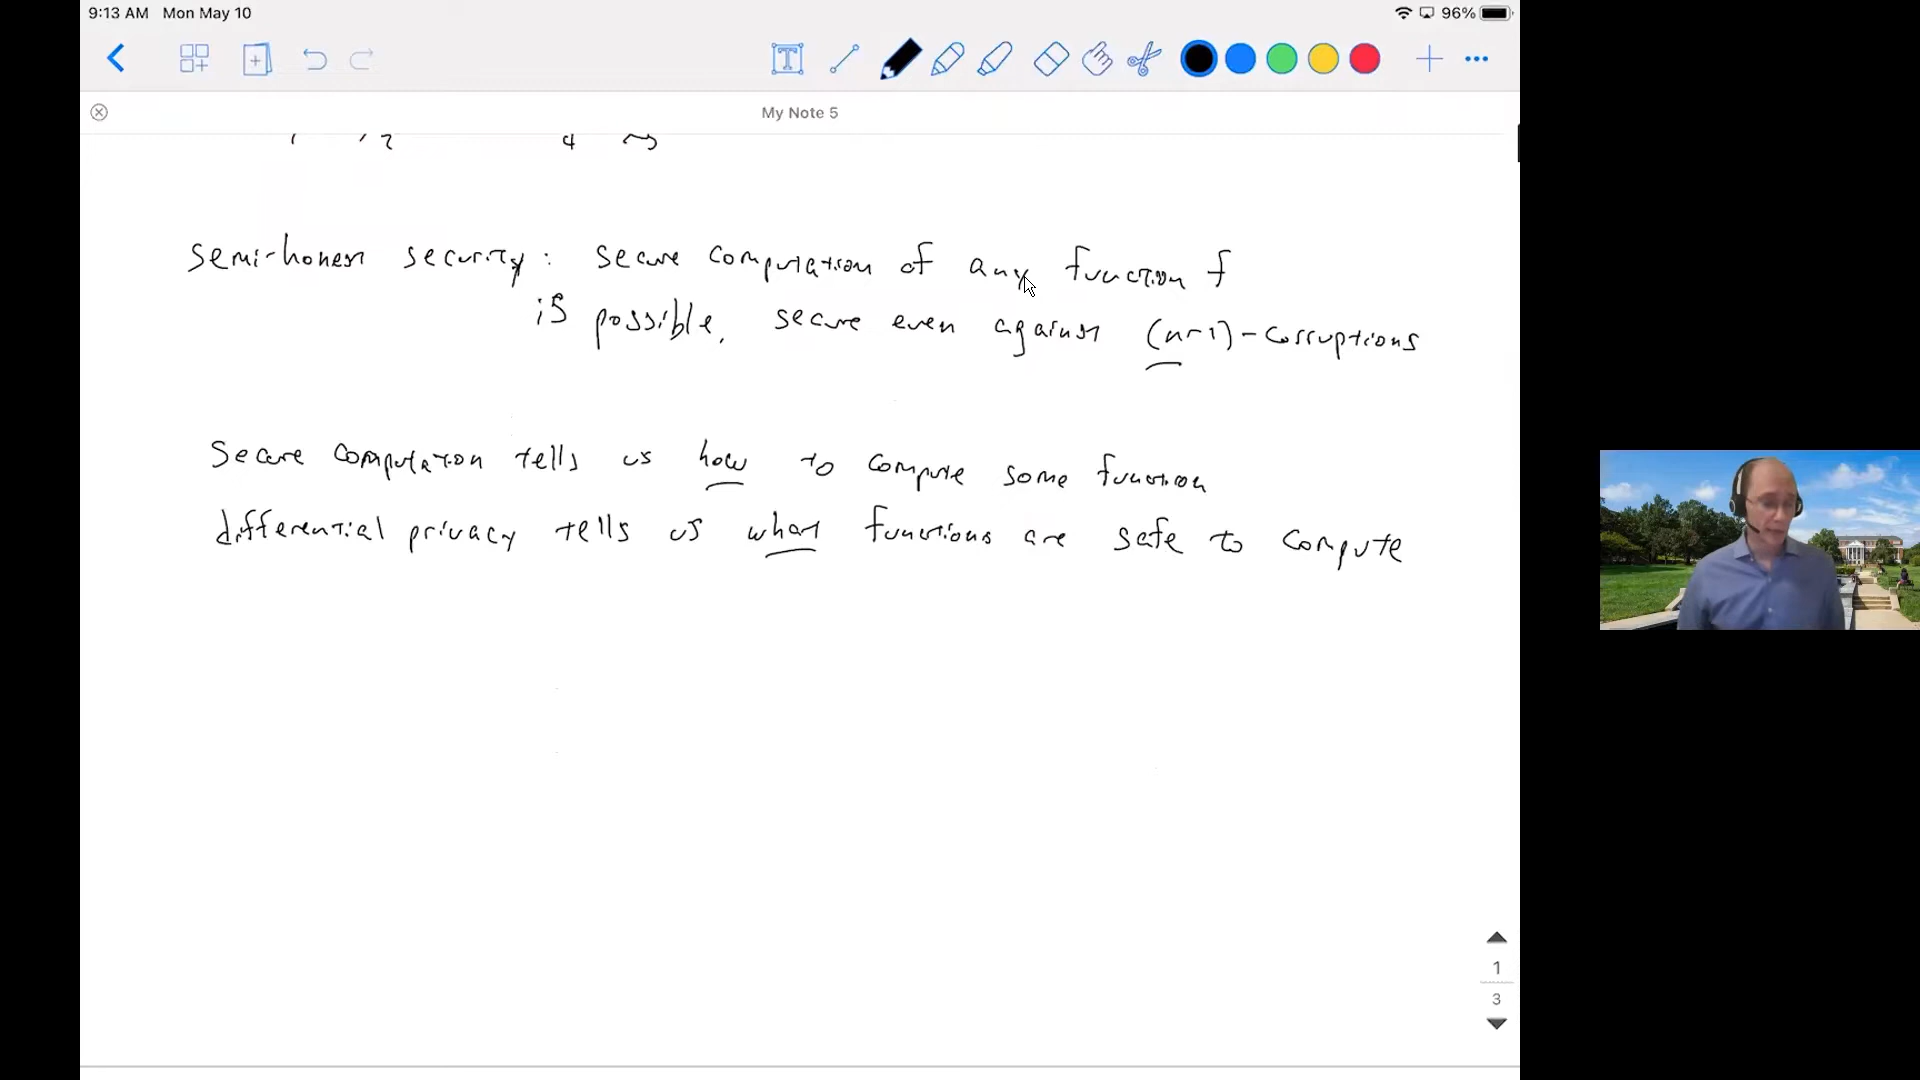 9:13 AM Mon May 10
96%
My Note 5
semi-honest security: secure computation of any function f
is possible, secure even against (n-1)-corruptions
Secure computation tells us how to compute some function
differential privacy tells us what functions are safe to compute
1
3